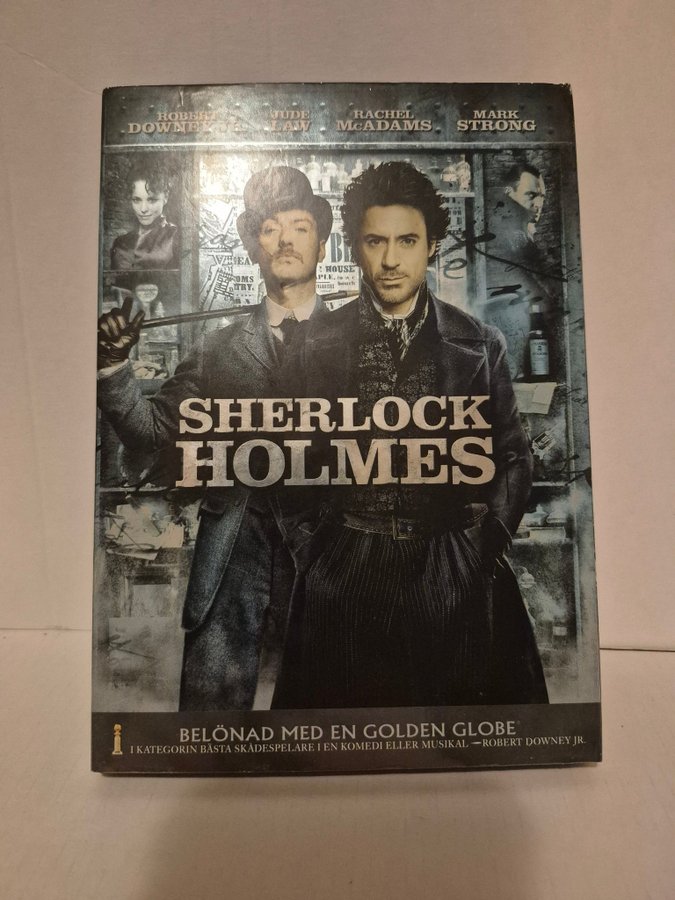 ROBERT JUDE RACHEL MARK
DOWNEY JR. LAW McADAMS STRONG
HOUSE
SHERLOCK
HOLMES
BELÖNAD MED EN GOLDEN GLOBE®
I KATEGORIN BÄSTA SKÅDESPELARE I EN KOMEDI ELLER MUSIKAL —ROBERT DOWNEY JR.